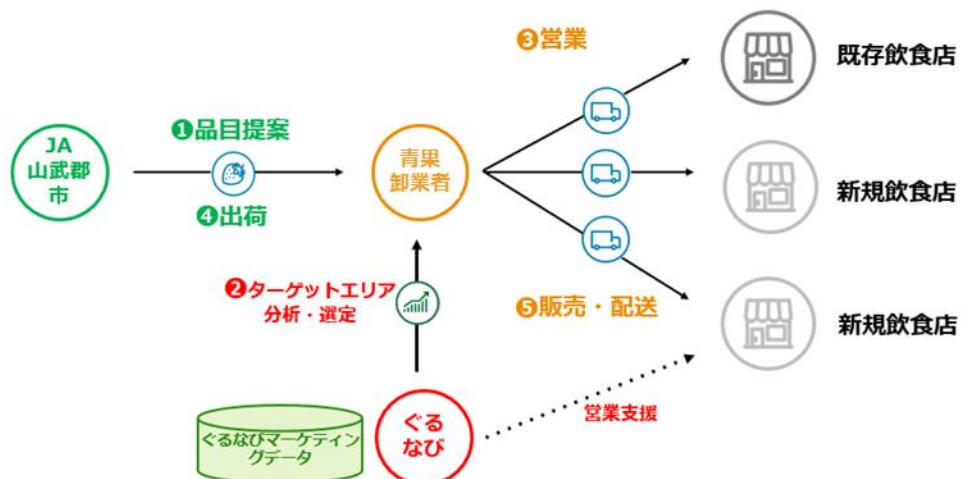 ❸営業
既存飲食店
❶品目提案
JA
山武郡
市
青果
卸業者
新規飲食店
❹出荷
❷ターゲットエリア
分析・選定
❺販売・配送
新規飲食店
営業支援
ぐるなびマーケティン
グデータ
ぐる
なび